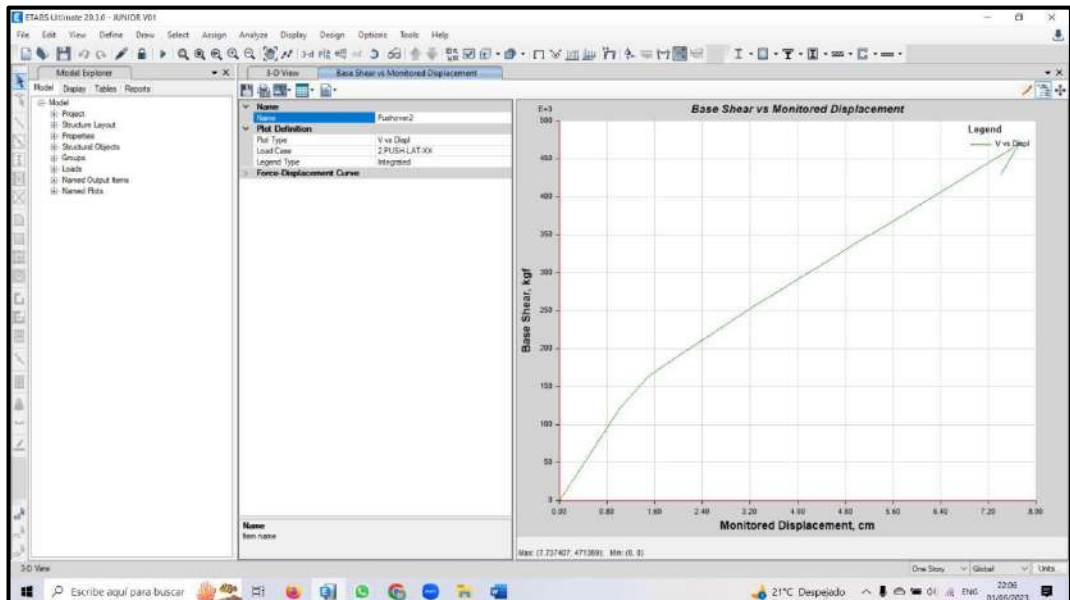 ETABS Ultimate 20.3.0 - JUNIOR V01
File Edit View Define Draw Select Assign Analyze Display Design Options Tools Help
Model Explorer
3-D View
Base Shear vs Monitored Displacement
Model Display Tables Reports
Model
Project
Structure Layout
Properties
Structural Objects
Groups
Loads
Named Output Items
Named Plots
Name
Name Pushover2
Plot Definition
Plot Type V vs Displ
Load Case 2.PUSH-LAT-XX
Legend Type Integrated
Force-Displacement Curve
Name
Item name
Base Shear vs Monitored Displacement
E+3
Legend
V vs Displ
500
450
400
350
300
250
200
150
100
50
0
Base Shear, kgf
0.00 0.80 1.60 2.40 3.20 4.00 4.80 5.60 6.40 7.20 8.00
Monitored Displacement, cm
Max: (7.737407, 471369); Min: (0, 0)
3-D View
One Story Global Units...
Escribe aquí para buscar
21°C Despejado
ENG
22:06
01/06/2023